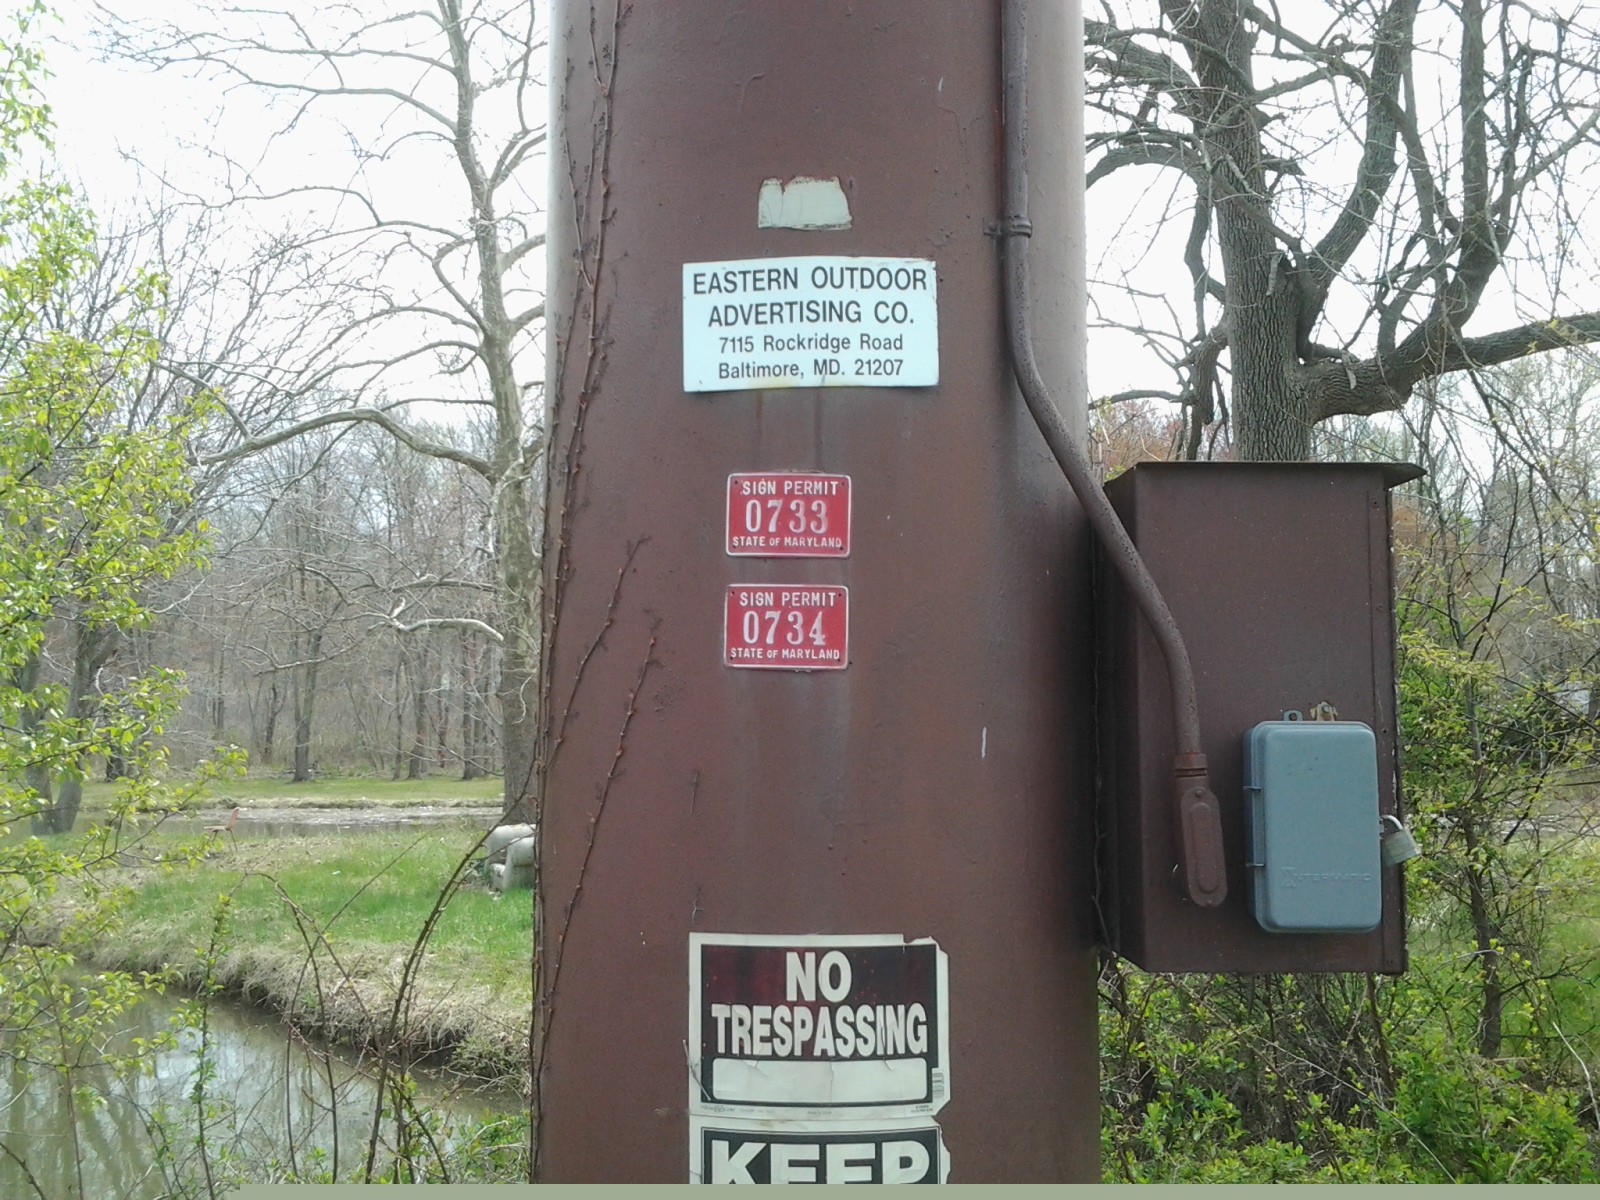 EASTERN OUTDOOR
ADVERTISING CO.
7115 Rockridge Road
Baltimore, MD. 21207
SIGN PERMIT
0733
STATE OF MARYLAND
SIGN PERMIT
0734
STATE OF MARYLAND
INTERMATIC
NO
TRESPASSING
KEEP